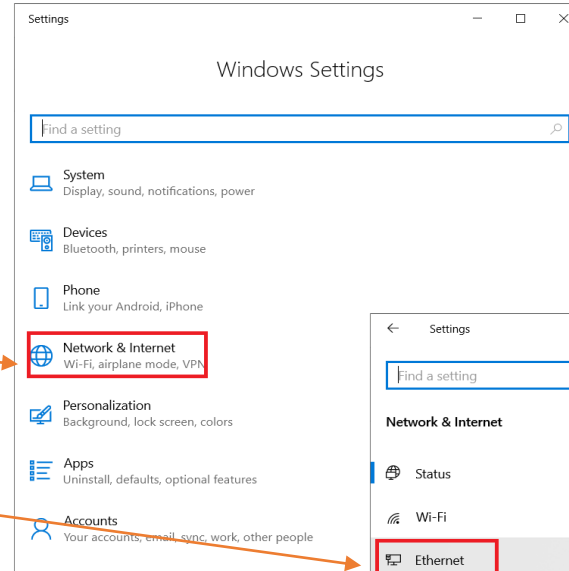 Settings
Windows Settings
Find a setting
System
Display, sound, notifications, power
Devices
Bluetooth, printers, mouse
Phone
Link your Android, iPhone
Network & Internet
Wi-Fi, airplane mode, VPN
Personalization
Background, lock screen, colors
Apps
Uninstall, defaults, optional features
Accounts
Your accounts, email, sync, work, other people
Settings
Find a setting
Network & Internet
Status
Wi-Fi
Ethernet